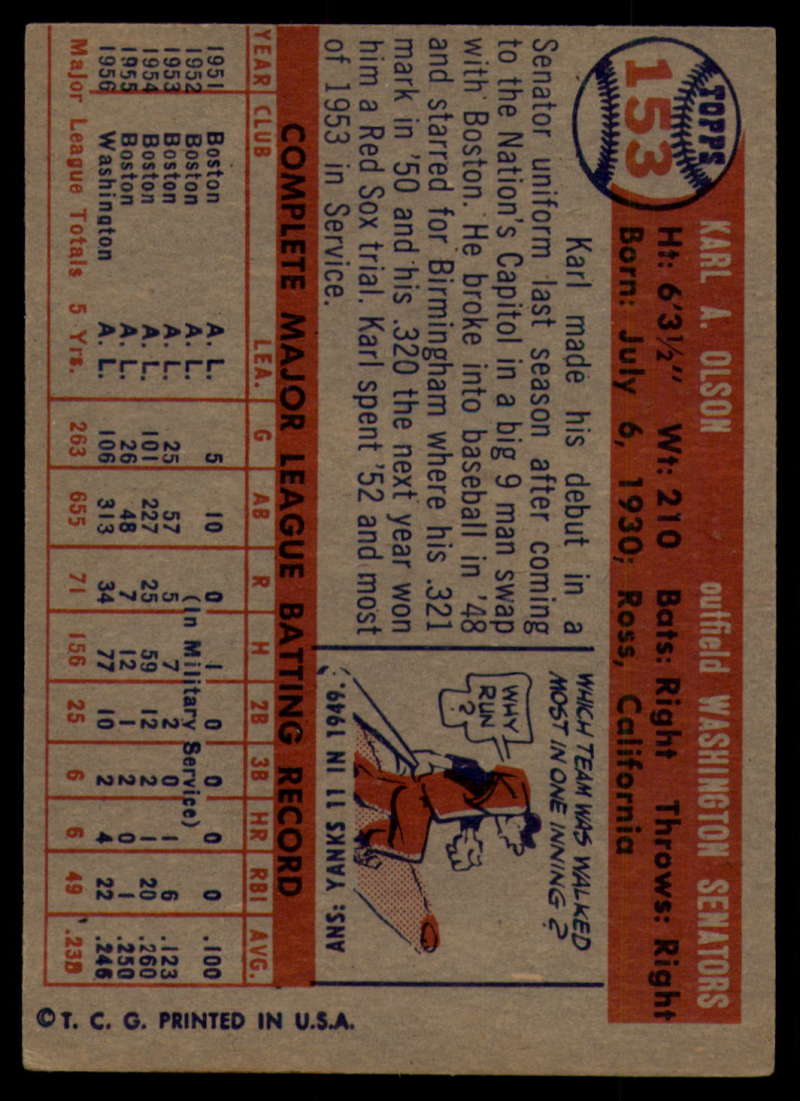 TOPPS
153
KARL A. OLSON outfield WASHINGTON SENATORS
Ht: 6'3½" Wt: 210 Bats: Right Throws: Right
Born: July 6, 1930; Ross, California
Karl made his debut in a
Senator uniform last season after coming
to the Nation's Capitol in a big 9 man swap
with Boston. He broke into baseball in '48
and starred for Birmingham where his .321
mark in '50 and his .320 the next year won
him a Red Sox trial. Karl spent '52 and most
of 1953 in Service.
WHICH TEAM WAS WALKED
MOST IN ONE INNING?
WHY
RUN
?
ANS: YANKS 11 IN 1949.
COMPLETE MAJOR LEAGUE BATTING RECORD
YEAR CLUB LEA. G AB R H 2B 3B HR RBI AVG.
1951 Boston A. L. 5 10 0 1 0 0 0 0 .100
1952 Boston A. L. (In Military Service)
1953 Boston A. L. 25 57 5 7 2 0 1 6 .123
1954 Boston A. L. 101 227 25 59 12 2 1 20 .260
1955 Boston A. L. 26 48 7 12 1 2 0 1 .250
1956 Washington A. L. 106 313 34 77 10 2 4 22 .246
Major League Totals 5 Yrs. 263 655 71 156 25 6 6 49 .238
© T. C. G. PRINTED IN U.S.A.